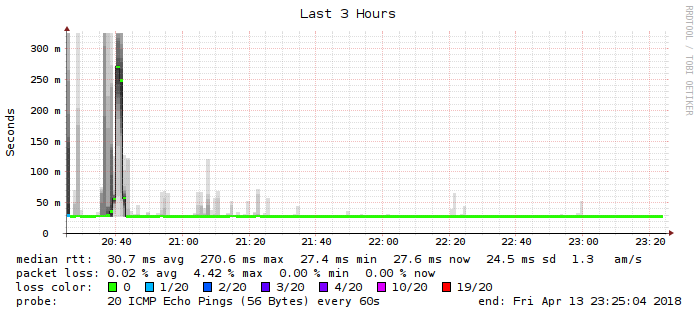 Last 3 Hours
RRDTOOL / TOBI OETIKER
Seconds
300 m
250 m
200 m
150 m
100 m
50 m
0
20:40 21:00 21:20 21:40 22:00 22:20 22:40 23:00 23:20
median rtt: 30.7 ms avg 270.6 ms max 27.4 ms min 27.6 ms now 24.5 ms sd 1.3 am/s
packet loss: 0.02 % avg 4.42 % max 0.00 % min 0.00 % now
loss color: 0 1/20 2/20 3/20 4/20 10/20 19/20
probe: 20 ICMP Echo Pings (56 Bytes) every 60s end: Fri Apr 13 23:25:04 2018